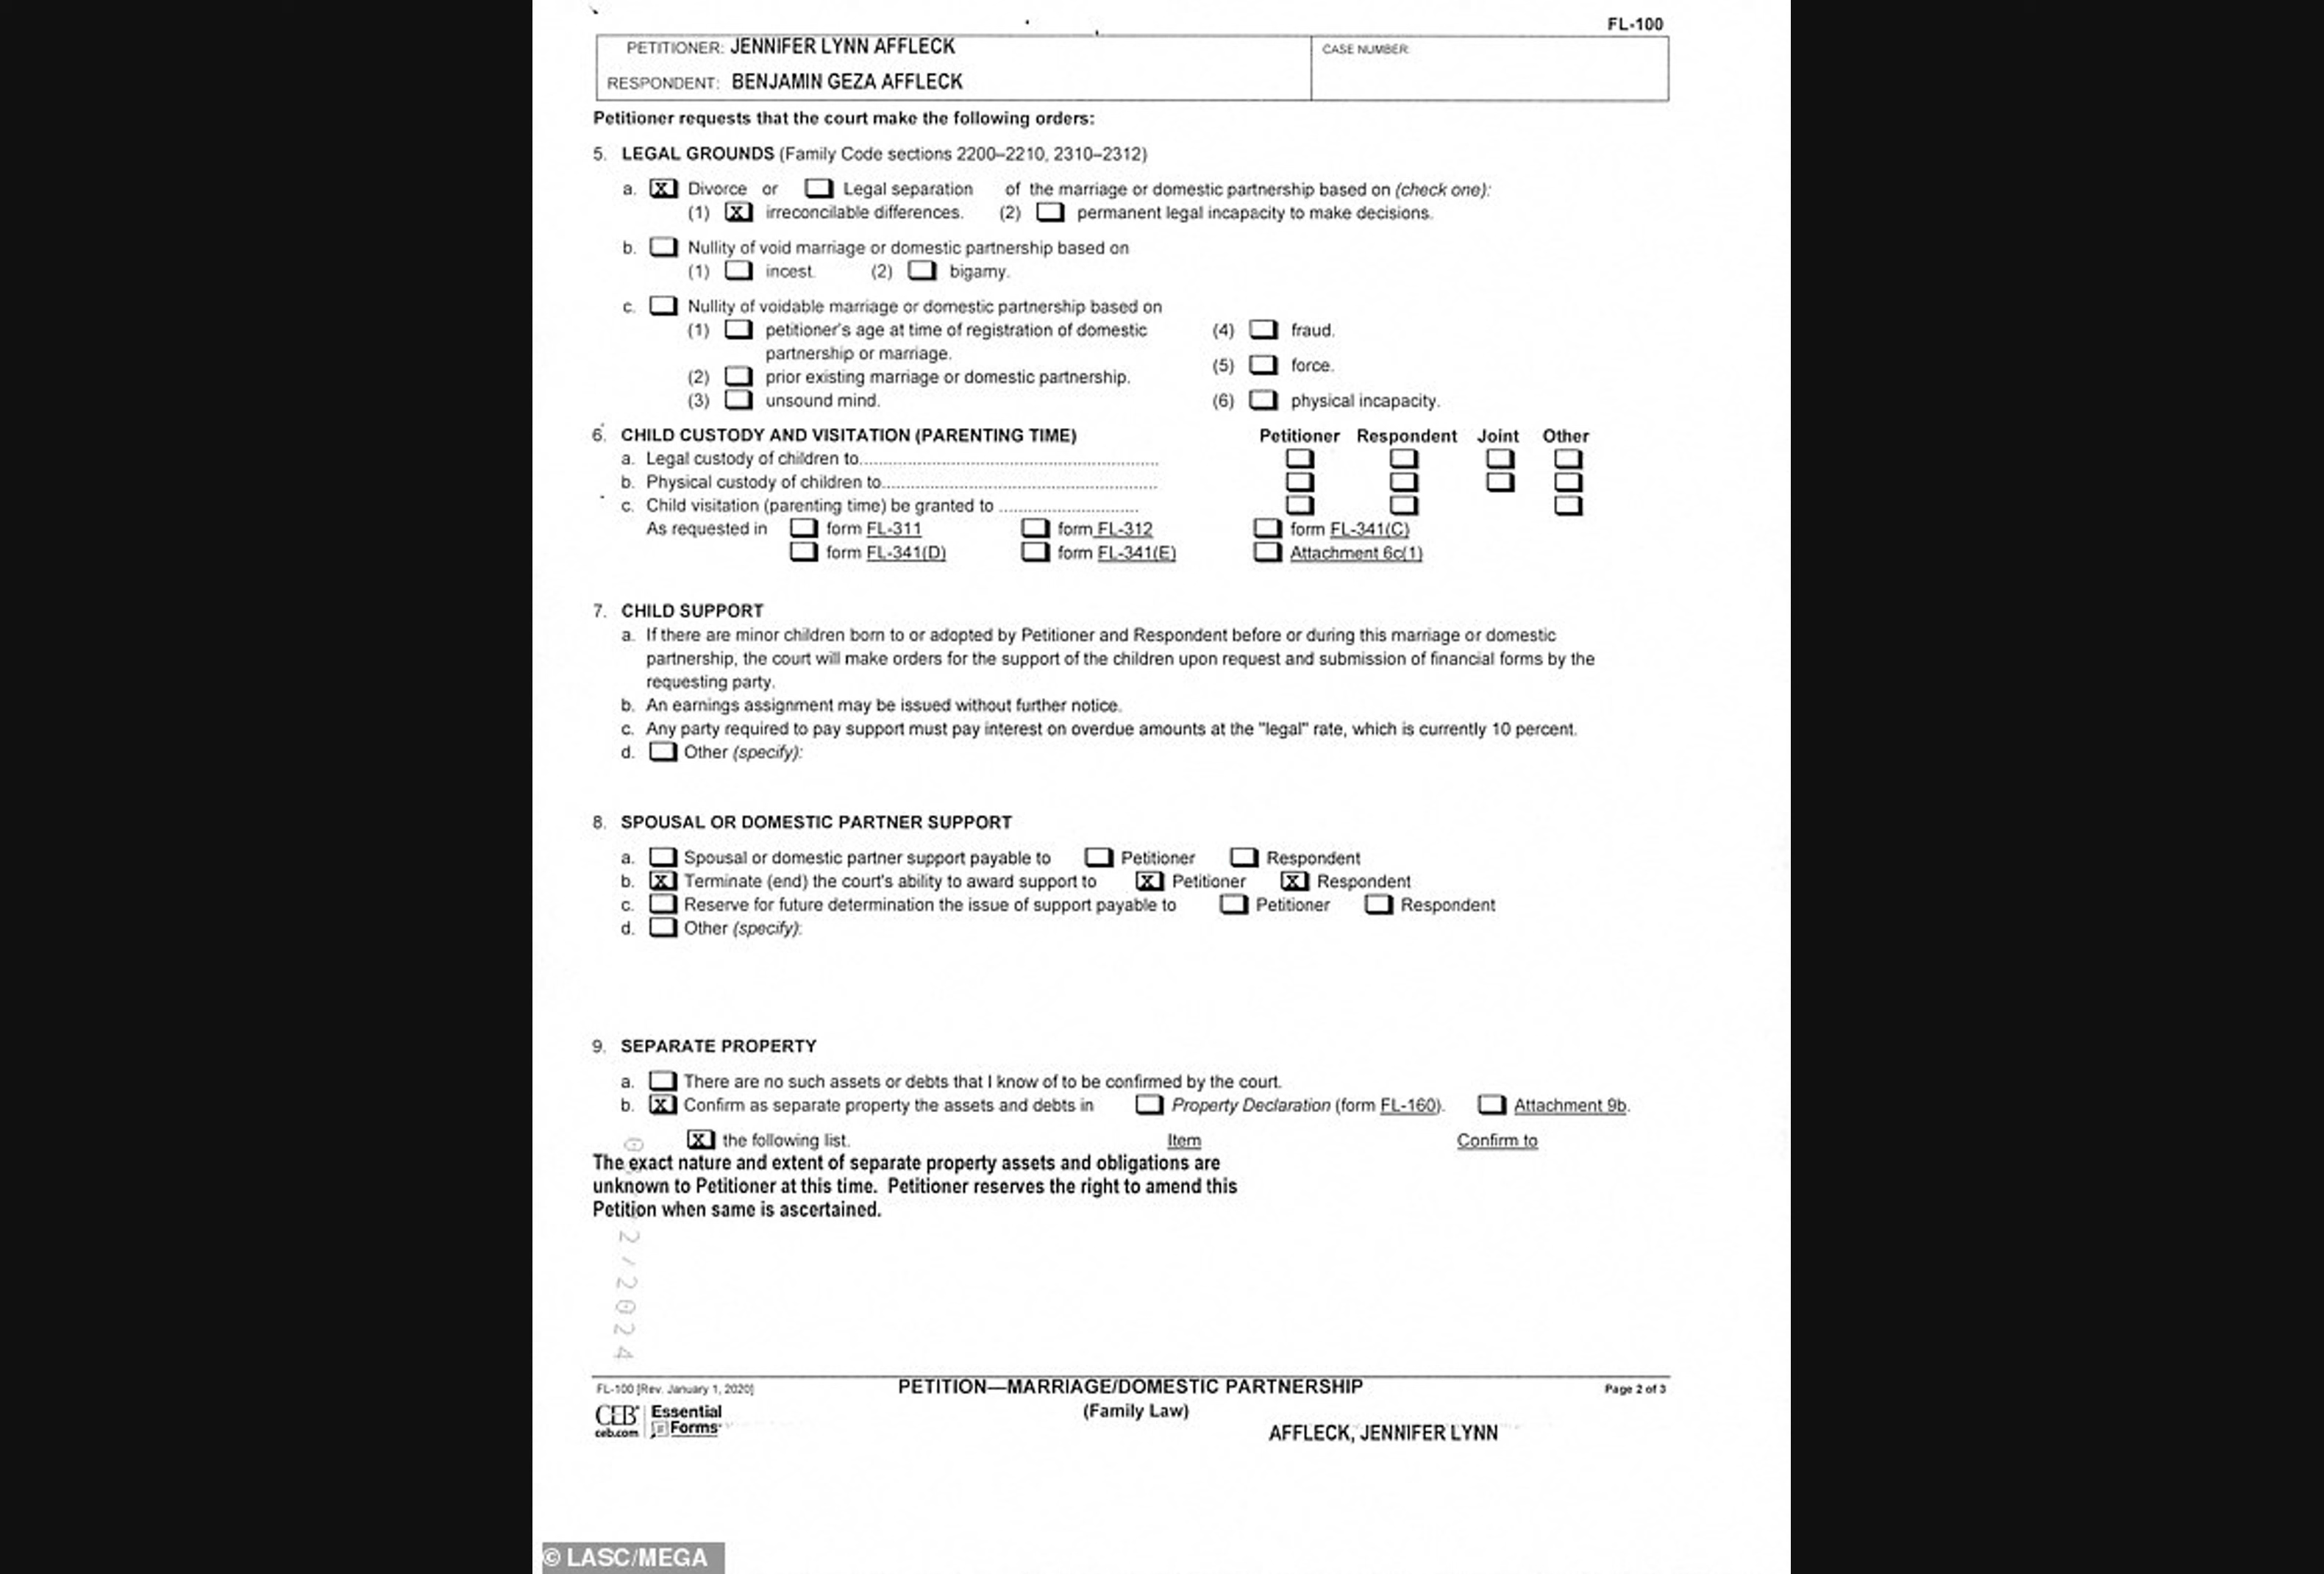 FL-100
PETITIONER: JENNIFER LYNN AFFLECK
CASE NUMBER:
RESPONDENT: BENJAMIN GEZA AFFLECK
Petitioner requests that the court make the following orders:
5. LEGAL GROUNDS (Family Code sections 2200–2210, 2310–2312)
a. [X] Divorce or [ ] Legal separation of the marriage or domestic partnership based on (check one):
(1) [X] irreconcilable differences. (2) [ ] permanent legal incapacity to make decisions.
b. [ ] Nullity of void marriage or domestic partnership based on
(1) [ ] incest. (2) [ ] bigamy.
c. [ ] Nullity of voidable marriage or domestic partnership based on
(1) [ ] petitioner's age at time of registration of domestic (4) [ ] fraud.
partnership or marriage.
(5) [ ] force.
(2) [ ] prior existing marriage or domestic partnership.
(3) [ ] unsound mind. (6) [ ] physical incapacity.
6. CHILD CUSTODY AND VISITATION (PARENTING TIME) Petitioner Respondent Joint Other
a. Legal custody of children to
b. Physical custody of children to
c. Child visitation (parenting time) be granted to
As requested in [ ] form FL-311 [ ] form FL-312 [ ] form FL-341(C)
[ ] form FL-341(D) [ ] form FL-341(E) [ ] Attachment 6c(1)
7. CHILD SUPPORT
a. If there are minor children born to or adopted by Petitioner and Respondent before or during this marriage or domestic
partnership, the court will make orders for the support of the children upon request and submission of financial forms by the
requesting party.
b. An earnings assignment may be issued without further notice.
c. Any party required to pay support must pay interest on overdue amounts at the "legal" rate, which is currently 10 percent.
d. [ ] Other (specify):
8. SPOUSAL OR DOMESTIC PARTNER SUPPORT
a. [ ] Spousal or domestic partner support payable to [ ] Petitioner [ ] Respondent
b. [X] Terminate (end) the court's ability to award support to [X] Petitioner [X] Respondent
c. [ ] Reserve for future determination the issue of support payable to [ ] Petitioner [ ] Respondent
d. [ ] Other (specify):
9. SEPARATE PROPERTY
a. [ ] There are no such assets or debts that I know of to be confirmed by the court.
b. [X] Confirm as separate property the assets and debts in [ ] Property Declaration (form FL-160). [ ] Attachment 9b.
[X] the following list. Item Confirm to
The exact nature and extent of separate property assets and obligations are
unknown to Petitioner at this time. Petitioner reserves the right to amend this
Petition when same is ascertained.
2/2024
FL-100 [Rev. January 1, 2020]
PETITION—MARRIAGE/DOMESTIC PARTNERSHIP
Page 2 of 3
(Family Law)
CEB Essential
ceb.com Forms
AFFLECK, JENNIFER LYNN
© LASC/MEGA